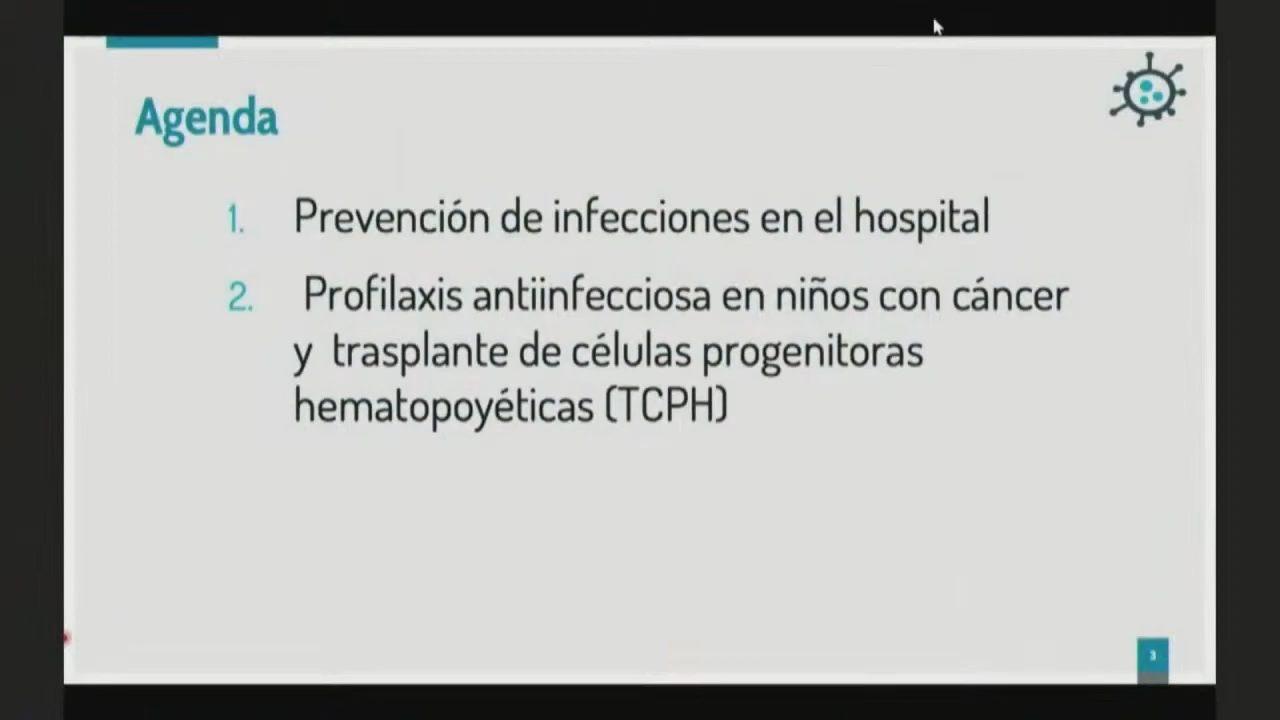 Agenda
1. Prevención de infecciones en el hospital
2. Profilaxis antiinfecciosa en niños con cáncer
y trasplante de células progenitoras
hematopoyéticas (TCPH)
3